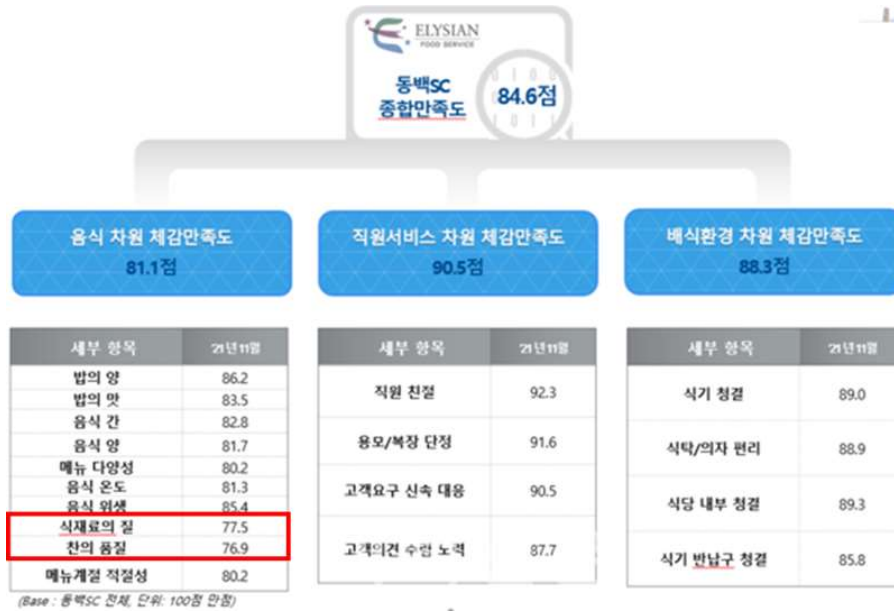 ELYSIAN
FOOD SERVICE
동백SC
종합만족도
84.6점
음식 차원 체감만족도
81.1점
직원서비스 차원 체감만족도
90.5점
배식환경 차원 체감만족도
88.3점
세부 항목 21년11월
밥의 양 86.2
밥의 맛 83.5
음식 간 82.8
음식 양 81.7
메뉴 다양성 80.2
음식 온도 81.3
음식 위생 85.4
식재료의 질 77.5
찬의 품질 76.9
메뉴계절 적절성 80.2
세부 항목 21년11월
직원 친절 92.3
용모/복장 단정 91.6
고객요구 신속 대응 90.5
고객의견 수렴 노력 87.7
세부 항목 21년11월
식기 청결 89.0
식탁/의자 편리 88.9
식당 내부 청결 89.3
식기 반납구 청결 85.8
(Base : 동백SC 전체, 단위: 100점 만점)